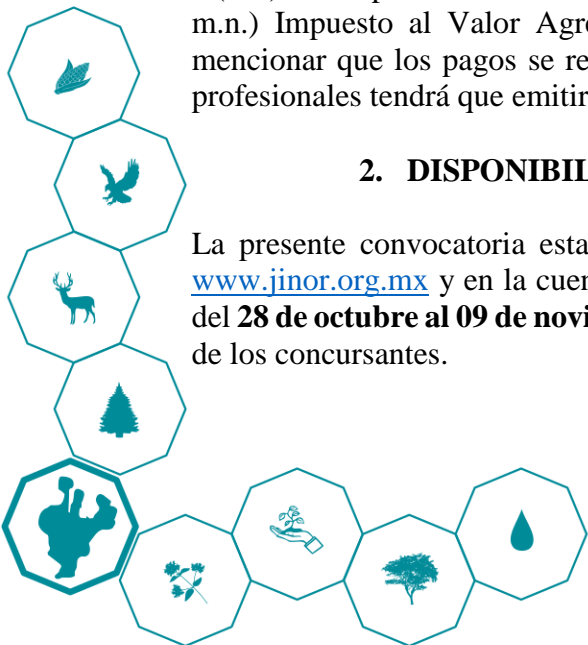 m.n.) Impuesto al Valor Agre
mencionar que los pagos se re
profesionales tendrá que emitir
2. DISPONIBIL
La presente convocatoria esta
www.jinor.org.mx y en la cuen
del 28 de octubre al 09 de novi
de los concursantes.